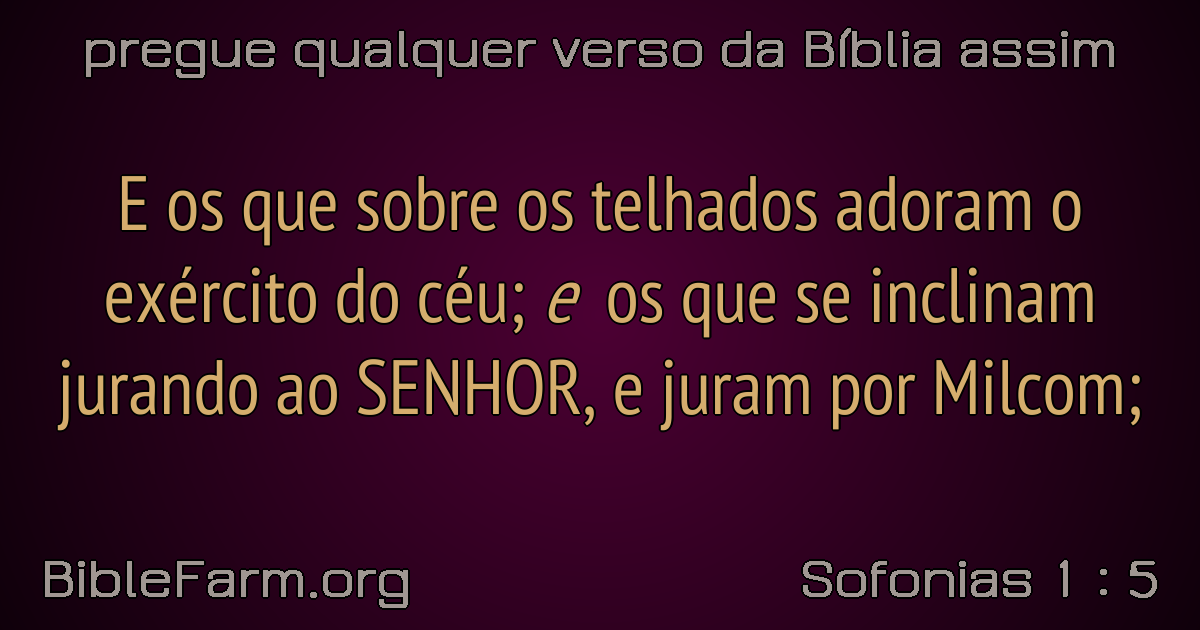 pregue qualquer verso da Bíblia assim
E os que sobre os telhados adoram o
exército do céu; e os que se inclinam
jurando ao SENHOR, e juram por Milcom;
BibleFarm.org
Sofonias 1 : 5